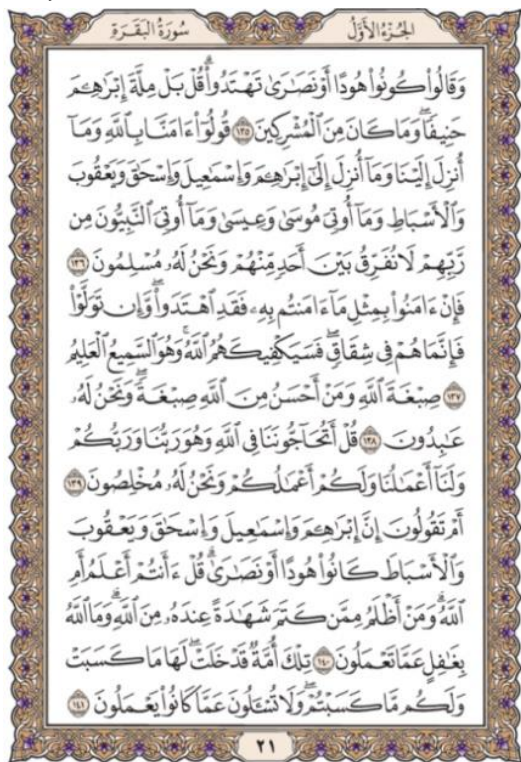 الجُزْءُ الأَوَّلُ
سُورَةُ البَقَرَةِ
وَقَالُوا۟ كُونُوا۟ هُودًا أَوْ نَصَٰرَىٰ تَهْتَدُوا۟ۗ قُلْ بَلْ مِلَّةَ إِبْرَٰهِـۧمَ
حَنِيفًاۖ وَمَا كَانَ مِنَ ٱلْمُشْرِكِينَ ١٣٥ قُولُوٓا۟ ءَامَنَّا بِٱللَّهِ وَمَآ
أُنزِلَ إِلَيْنَا وَمَآ أُنزِلَ إِلَىٰٓ إِبْرَٰهِـۧمَ وَإِسْمَٰعِيلَ وَإِسْحَٰقَ وَيَعْقُوبَ
وَٱلْأَسْبَاطِ وَمَآ أُوتِىَ مُوسَىٰ وَعِيسَىٰ وَمَآ أُوتِىَ ٱلنَّبِيُّونَ مِن
رَّبِّهِمْ لَا نُفَرِّقُ بَيْنَ أَحَدٍ مِّنْهُمْ وَنَحْنُ لَهُۥ مُسْلِمُونَ ١٣٦
فَإِنْ ءَامَنُوا۟ بِمِثْلِ مَآ ءَامَنتُم بِهِۦ فَقَدِ ٱهْتَدَوا۟ۖ وَّإِن تَوَلَّوْا۟
فَإِنَّمَا هُمْ فِى شِقَاقٍۖ فَسَيَكْفِيكَهُمُ ٱللَّهُۚ وَهُوَ ٱلسَّمِيعُ ٱلْعَلِيمُ
١٣٧ صِبْغَةَ ٱللَّهِ وَمَنْ أَحْسَنُ مِنَ ٱللَّهِ صِبْغَةًۖ وَنَحْنُ لَهُۥ
عَٰبِدُونَ ١٣٨ قُلْ أَتُحَآجُّونَنَا فِى ٱللَّهِ وَهُوَ رَبُّنَا وَرَبُّكُمْ
وَلَنَآ أَعْمَٰلُنَا وَلَكُمْ أَعْمَٰلُكُمْ وَنَحْنُ لَهُۥ مُخْلِصُونَ ١٣٩
أَمْ تَقُولُونَ إِنَّ إِبْرَٰهِـۧمَ وَإِسْمَٰعِيلَ وَإِسْحَٰقَ وَيَعْقُوبَ
وَٱلْأَسْبَاطَ كَانُوا۟ هُودًا أَوْ نَصَٰرَىٰۗ قُلْ ءَأَنتُمْ أَعْلَمُ أَمِ
ٱللَّهُۗ وَمَنْ أَظْلَمُ مِمَّن كَتَمَ شَهَٰدَةً عِندَهُۥ مِنَ ٱللَّهِۗ وَمَا ٱللَّهُ
بِغَٰفِلٍ عَمَّا تَعْمَلُونَ ١٤٠ تِلْكَ أُمَّةٌ قَدْ خَلَتْۖ لَهَا مَا كَسَبَتْ
وَلَكُم مَّا كَسَبْتُمْۖ وَلَا تُسْـَٔلُونَ عَمَّا كَانُوا۟ يَعْمَلُونَ ١٤١
٢١